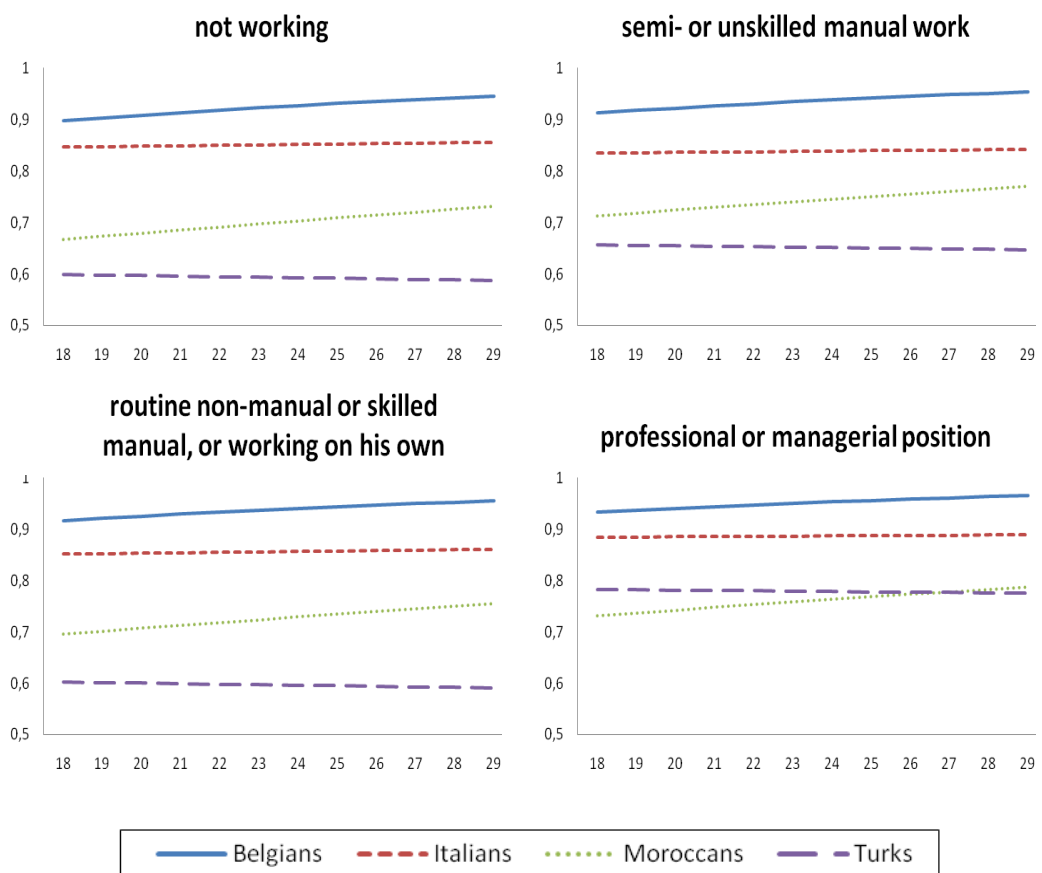 not working
1
0,9
0,8
0,7
0,6
0,5
18 19 20 21 22 23 24 25 26 27 28 29
semi- or unskilled manual work
1
0,9
0,8
0,7
0,6
0,5
18 19 20 21 22 23 24 25 26 27 28 29
routine non-manual or skilled
manual, or working on his own
1
0,9
0,8
0,7
0,6
0,5
18 19 20 21 22 23 24 25 26 27 28 29
professional or managerial position
1
0,9
0,8
0,7
0,6
0,5
18 19 20 21 22 23 24 25 26 27 28 29
Belgians Italians Moroccans Turks